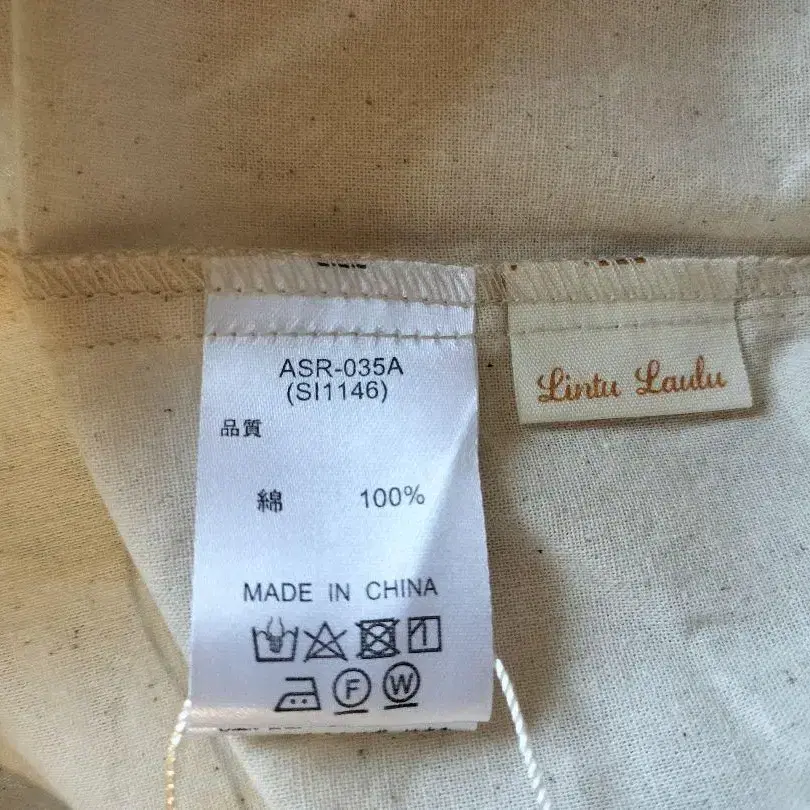 ASR-035A
(SI1146)
品質
綿 100%
MADE IN CHINA
F W
Lintu Laulu